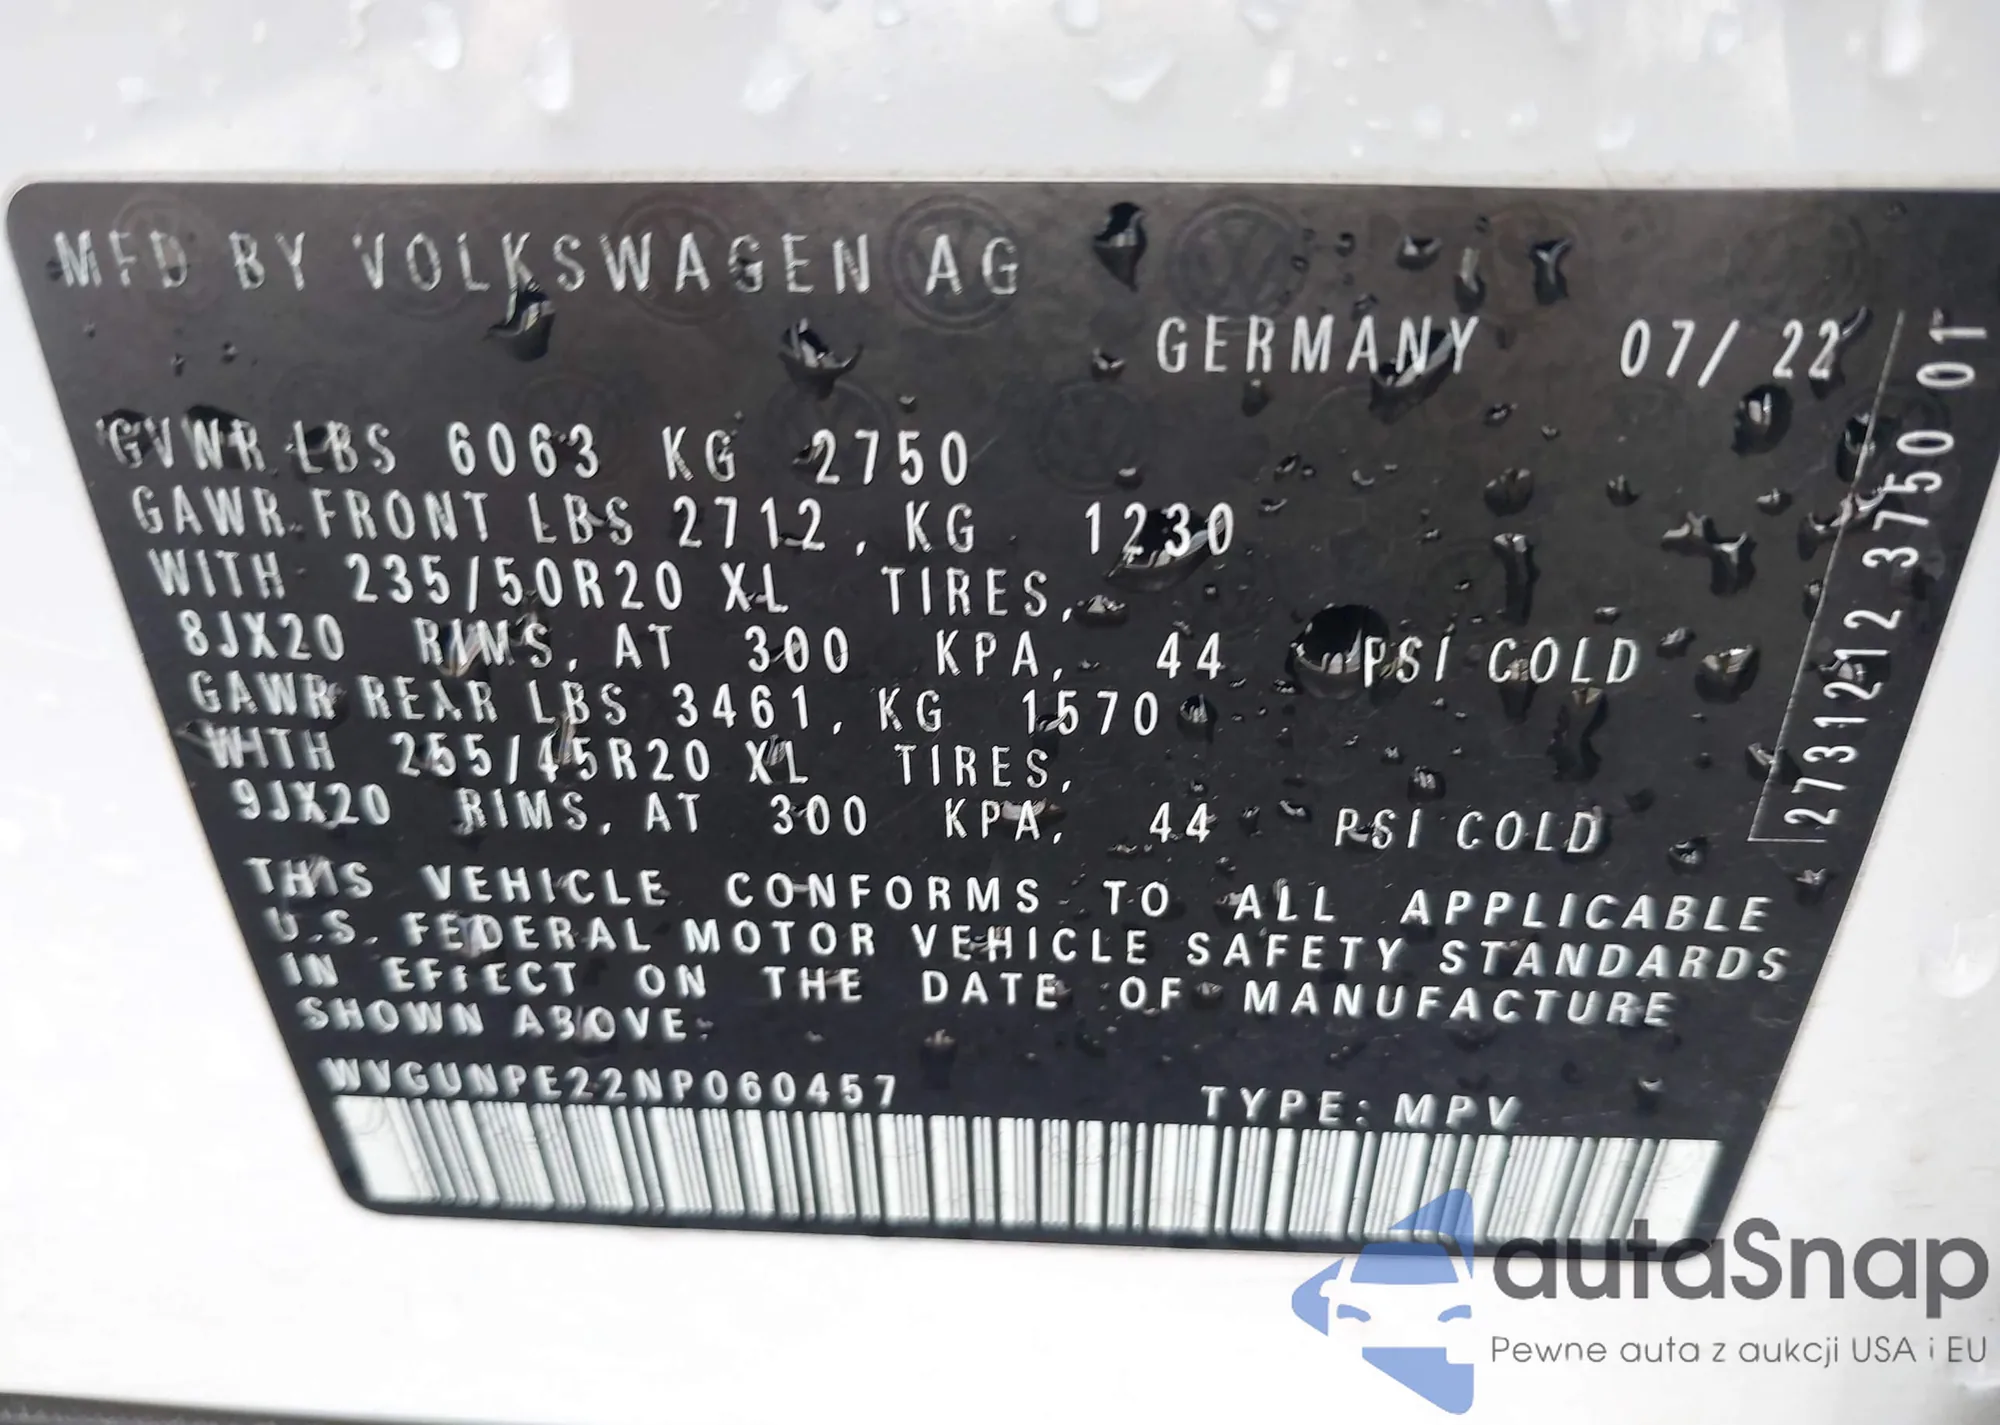 MFD BY VOLKSWAGEN AG
GERMANY 07/ 22
GVWR LBS 6063 KG 2750
GAWR FRONT LBS 2712, KG 1230
WITH 235/50R20 XL TIRES,
8JX20 RIMS, AT 300 KPA, 44 PSI COLD
GAWR REAR LBS 3461, KG 1570
WITH 255/45R20 XL TIRES,
9JX20 RIMS, AT 300 KPA, 44 PSI COLD
THIS VEHICLE CONFORMS TO ALL APPLICABLE
U.S. FEDERAL MOTOR VEHICLE SAFETY STANDARDS
IN EFFECT ON THE DATE OF MANUFACTURE
SHOWN ABOVE.
WVGUNPE22NP060457 TYPE: MPV
2731212 3750 01
autaSnap
Pewne auta z aukcji USA i EU